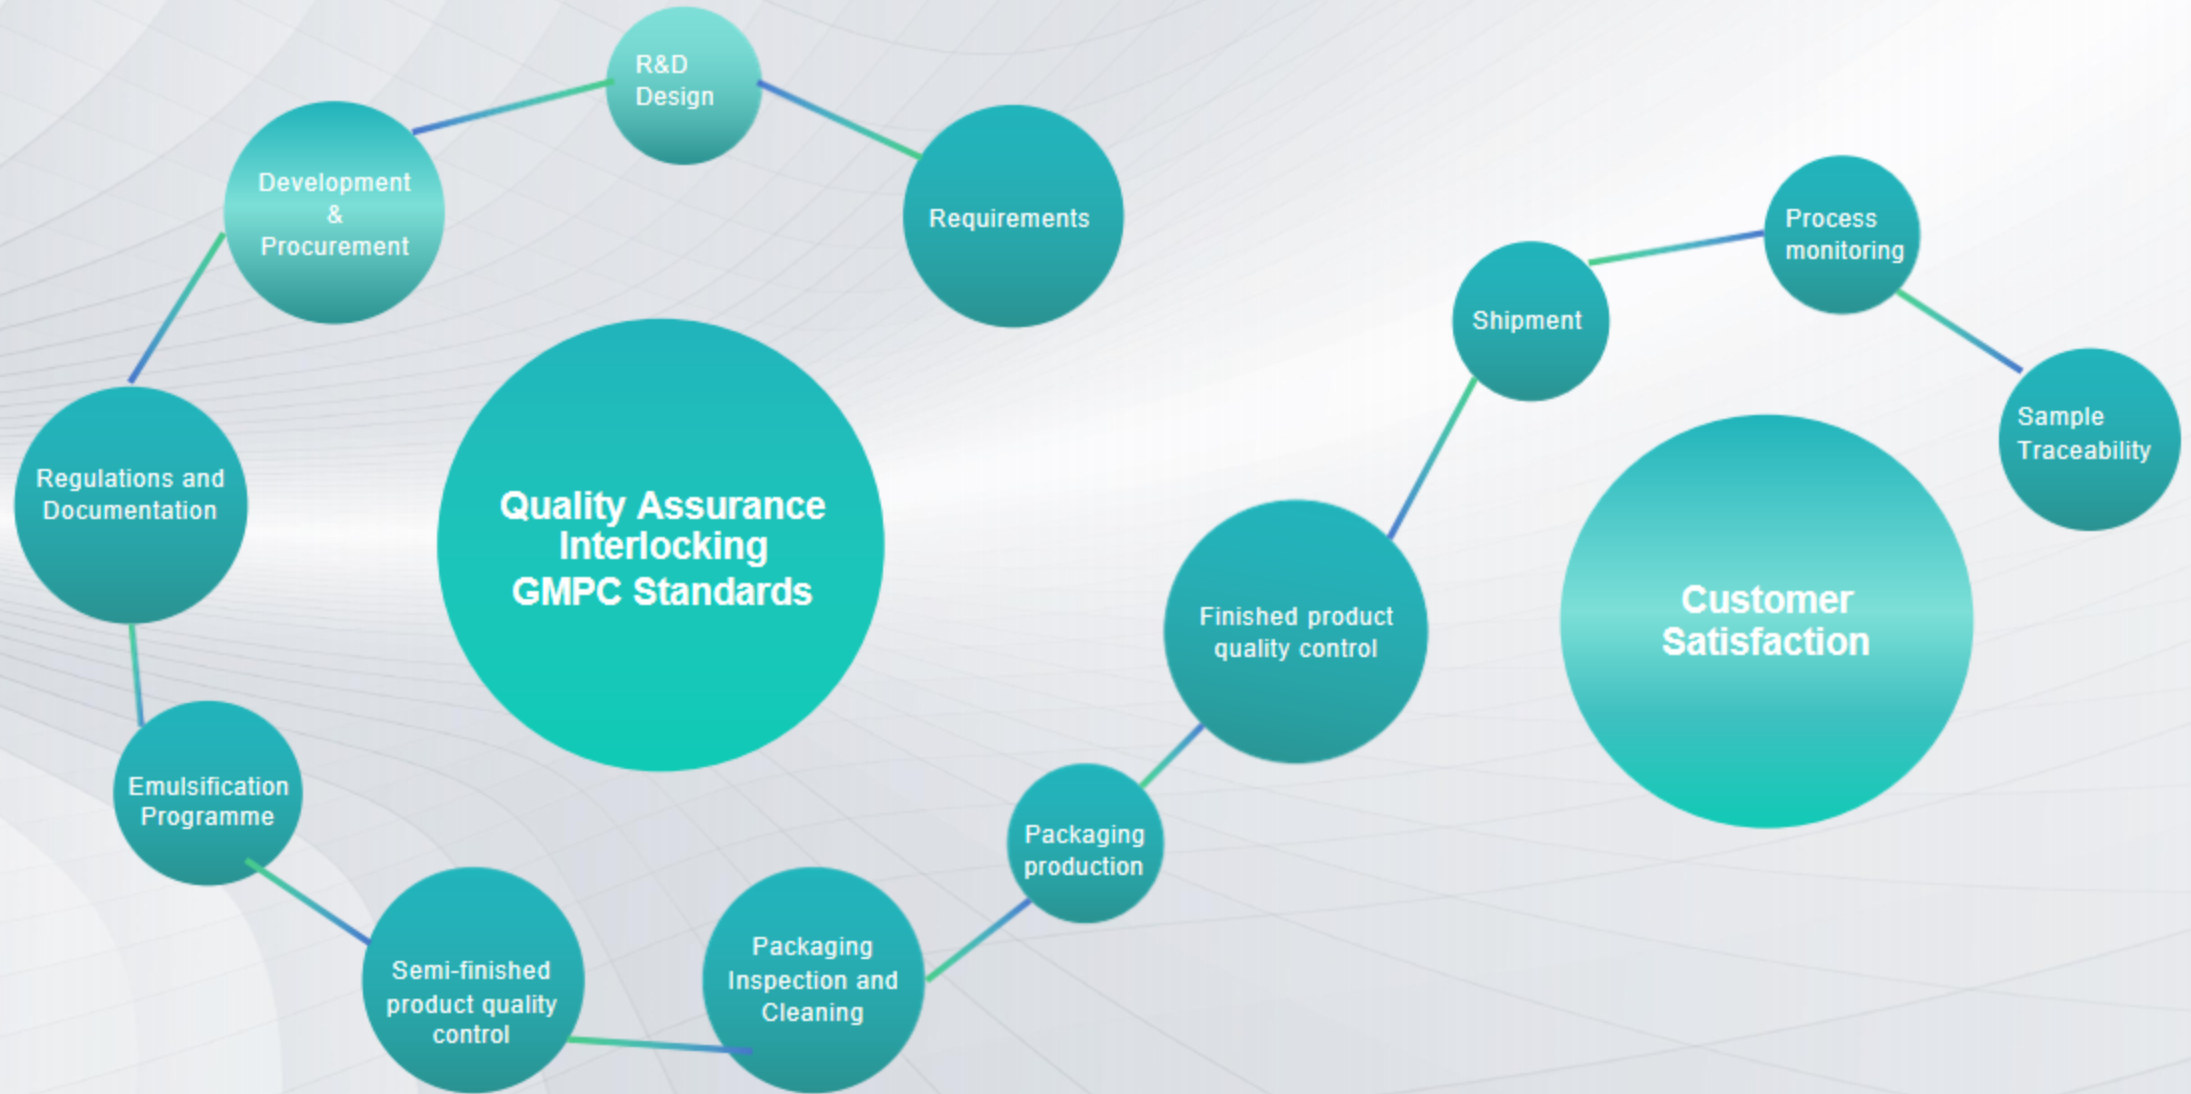 R&D
Design
Requirements
Development
&
Procurement
Regulations and
Documentation
Emulsification
Programme
Semi-finished
product quality
control
Packaging
Inspection and
Cleaning
Packaging
production
Finished product
quality control
Shipment
Process
monitoring
Sample
Traceability
Quality Assurance
Interlocking
GMPC Standards
Customer
Satisfaction